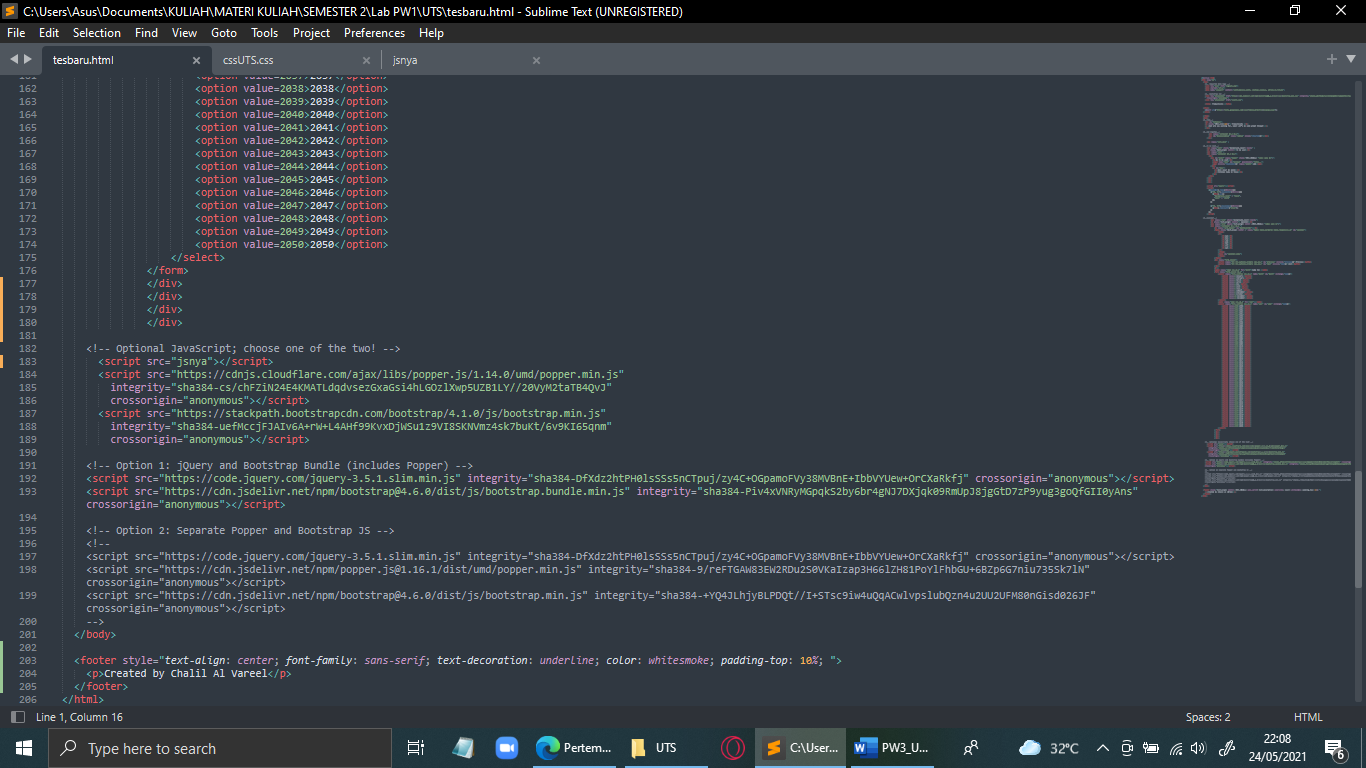 C:\Users\Asus\Documents\KULIAH\MATERI KULIAH\SEMESTER 2\Lab PW1\UTS\tesbaru.html - Sublime Text (UNREGISTERED)
File Edit Selection Find View Goto Tools Project Preferences Help
tesbaru.html cssUTS.css jsnya
161 <option value=2037>2037</option>
162 <option value=2038>2038</option>
163 <option value=2039>2039</option>
164 <option value=2040>2040</option>
165 <option value=2041>2041</option>
166 <option value=2042>2042</option>
167 <option value=2043>2043</option>
168 <option value=2044>2044</option>
169 <option value=2045>2045</option>
170 <option value=2046>2046</option>
171 <option value=2047>2047</option>
172 <option value=2048>2048</option>
173 <option value=2049>2049</option>
174 <option value=2050>2050</option>
175 </select>
176 </form>
177 </div>
178 </div>
179 </div>
180 </div>
181
182 <!-- Optional JavaScript; choose one of the two! -->
183 <script src="jsnya"></script>
184 <script src="https://cdnjs.cloudflare.com/ajax/libs/popper.js/1.14.0/umd/popper.min.js"
185 integrity="sha384-cs/chFZiN24E4KMATLdqdvsezGxaGsi4hLGOzlXwp5UZB1LY//20VyM2taTB4QvJ"
186 crossorigin="anonymous"></script>
187 <script src="https://stackpath.bootstrapcdn.com/bootstrap/4.1.0/js/bootstrap.min.js"
188 integrity="sha384-uefMccjFJAIv6A+rW+L4AHf99KvxDjWSu1z9VI8SKNVmz4sk7buKt/6v9KI65qnm"
189 crossorigin="anonymous"></script>
190
191 <!-- Option 1: jQuery and Bootstrap Bundle (includes Popper) -->
192 <script src="https://code.jquery.com/jquery-3.5.1.slim.min.js" integrity="sha384-DfXdz2htPH0lsSSs5nCTpuj/zy4C+OGpamoFVy38MVBnE+IbbVYUew+OrCXaRkfj" crossorigin="anonymous"></script>
193 <script src="https://cdn.jsdelivr.net/npm/bootstrap@4.6.0/dist/js/bootstrap.bundle.min.js" integrity="sha384-Piv4xVNRyMGpqkS2by6br4gNJ7DXjqk09RmUpJ8jgGtD7zP9yug3goQfGII0yAns"
crossorigin="anonymous"></script>
194
195 <!-- Option 2: Separate Popper and Bootstrap JS -->
196 <!--
197 <script src="https://code.jquery.com/jquery-3.5.1.slim.min.js" integrity="sha384-DfXdz2htPH0lsSSs5nCTpuj/zy4C+OGpamoFVy38MVBnE+IbbVYUew+OrCXaRkfj" crossorigin="anonymous"></script>
198 <script src="https://cdn.jsdelivr.net/npm/popper.js@1.16.1/dist/umd/popper.min.js" integrity="sha384-9/reFTGAW83EW2RDu2S0VKaIzap3H66lZH81PoYlFhbGU+6BZp6G7niu735Sk7lN"
crossorigin="anonymous"></script>
199 <script src="https://cdn.jsdelivr.net/npm/bootstrap@4.6.0/dist/js/bootstrap.min.js" integrity="sha384-+YQ4JLhjyBLPDQt//I+STsc9iw4uQqACwlvpslubQzn4u2UU2UFM80nGisd026JF"
crossorigin="anonymous"></script>
200 -->
201 </body>
202
203 <footer style="text-align: center; font-family: sans-serif; text-decoration: underline; color: whitesmoke; padding-top: 10%; ">
204 <p>Created by Chalil Al Vareel</p>
205 </footer>
206 </html>
Line 1, Column 16 Spaces: 2 HTML
Type here to search Pertem... UTS C:\User... PW3_U... 32°C 22:08
24/05/2021 6